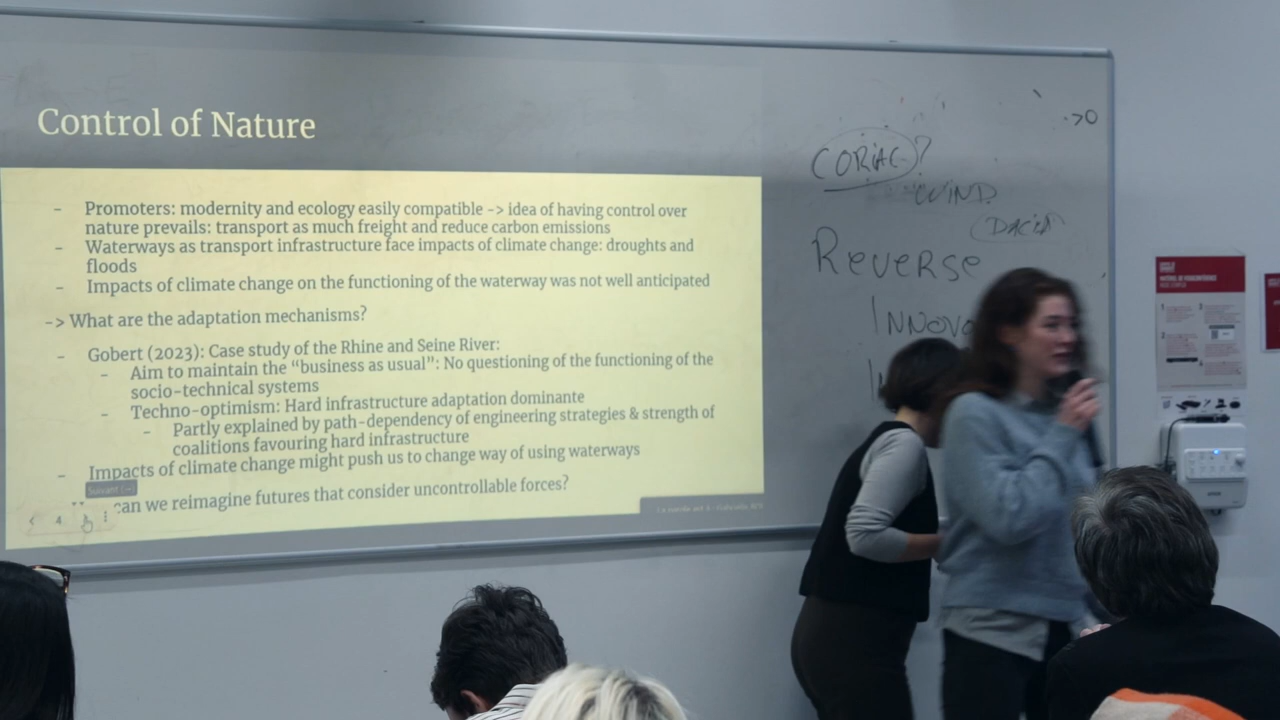 Control of Nature
- Promoters: modernity and ecology easily compatible -> idea of having control over
nature prevails: transport as much freight and reduce carbon emissions
- Waterways as transport infrastructure face impacts of climate change: droughts and
floods
- Impacts of climate change on the functioning of the waterway was not well anticipated
-> What are the adaptation mechanisms?
- Gobert (2023): Case study of the Rhine and Seine River:
- Aim to maintain the “business as usual”: No questioning of the functioning of the
socio-technical systems
- Techno-optimism: Hard infrastructure adaptation dominante
- Partly explained by path-dependency of engineering strategies & strength of
coalitions favouring hard infrastructure
- Impacts of climate change might push us to change way of using waterways
can we reimagine futures that consider uncontrollable forces?
Suivant
4
->0
CORIAC?
WIND
DACIA
Reverse
INNOV